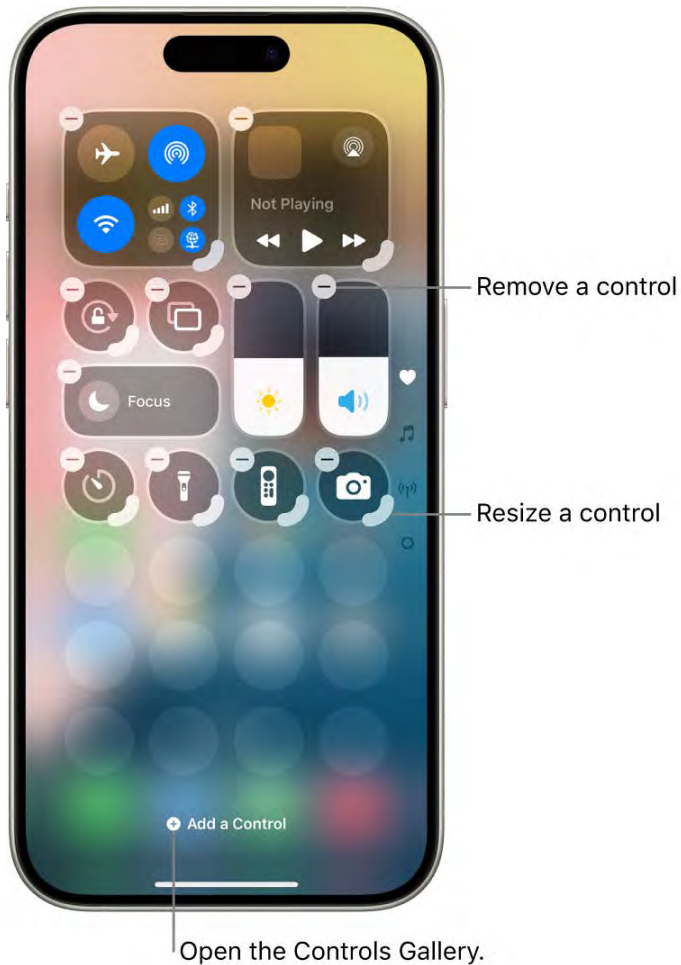 Not Playing
Remove a control
Focus
Resize a control
Add a Control
Open the Controls Gallery.